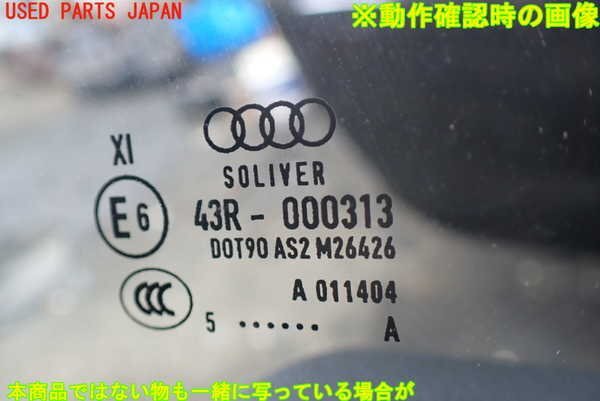 USED PARTS JAPAN
※動作確認時の画像
XI
SOLIVER
E6
43R - 000313
DOT90 AS2 M26426
CCC
A 011404
5 ...... A
本商品ではない物も一緒に写っている場合が